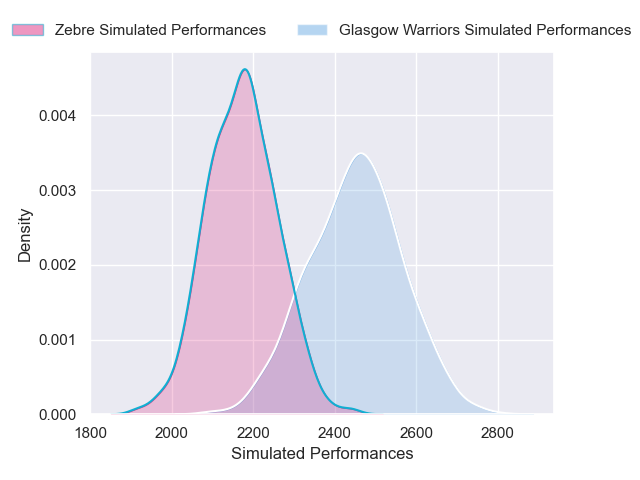 Zebre Simulated Performances
Glasgow Warriors Simulated Performances
Density
0.004
0.003
0.002
0.001
0.000
1800 2000 2200 2400 2600 2800
Simulated Performances